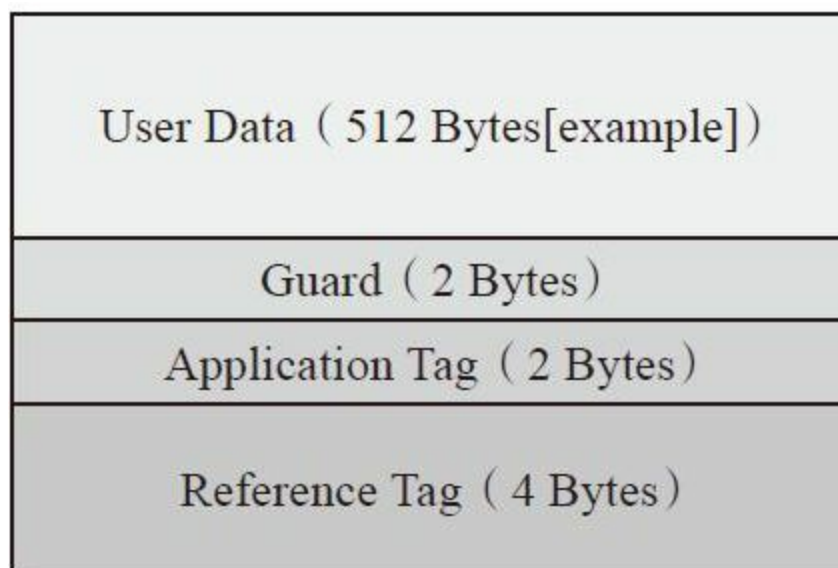 User Data（512 Bytes[example]）
Guard（2 Bytes）
Application Tag（2 Bytes）
Reference Tag（4 Bytes）